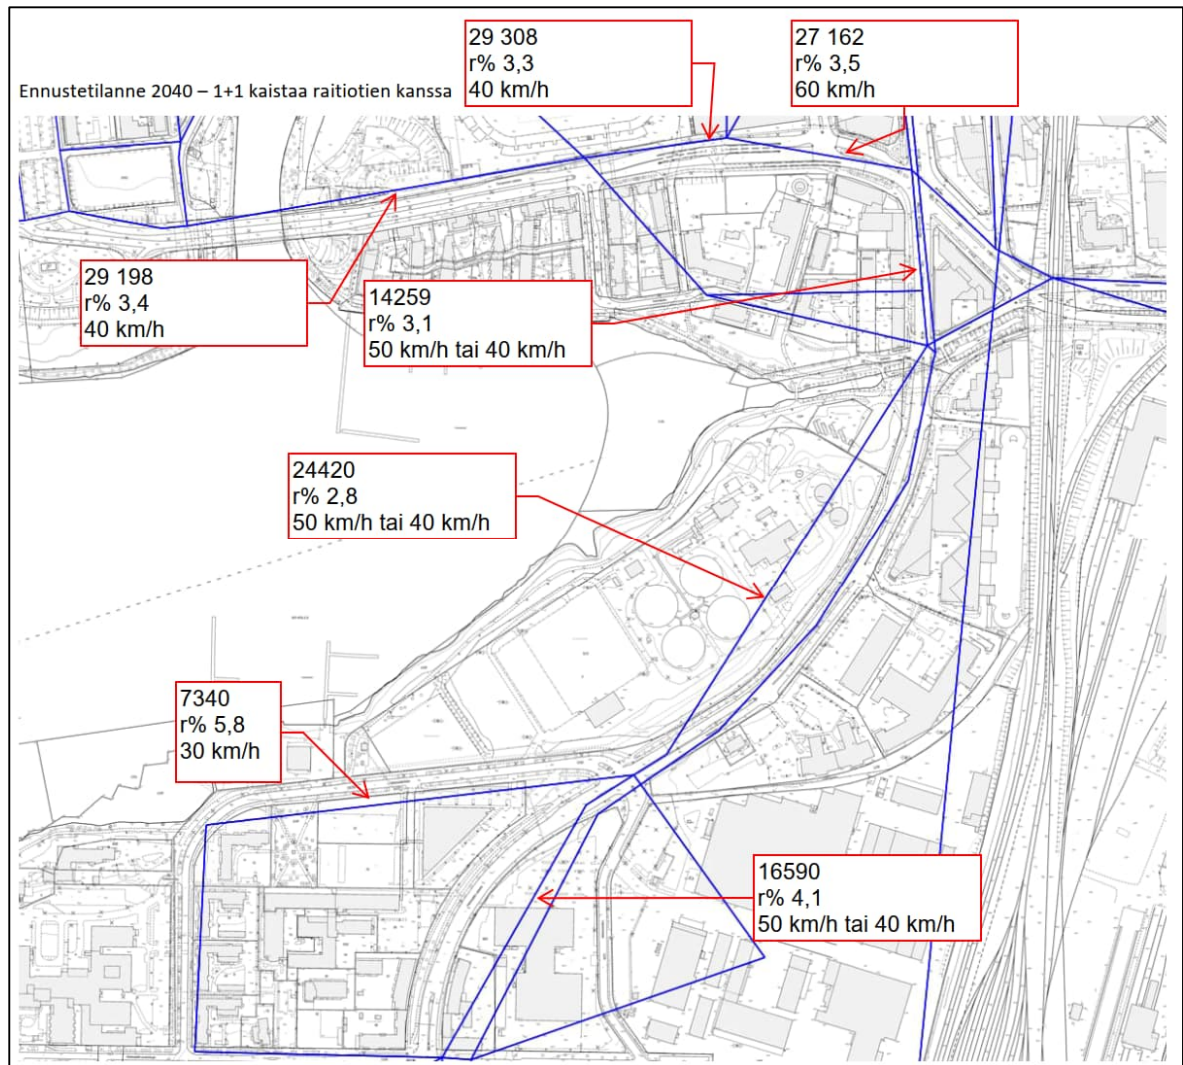 29 308
r% 3,3
40 km/h
27 162
r% 3,5
60 km/h
Ennustetilanne 2040 – 1+1 kaistaa raitiotien kanssa
29 198
r% 3,4
40 km/h
14259
r% 3,1
50 km/h tai 40 km/h
24420
r% 2,8
50 km/h tai 40 km/h
7340
r% 5,8
30 km/h
16590
r% 4,1
50 km/h tai 40 km/h